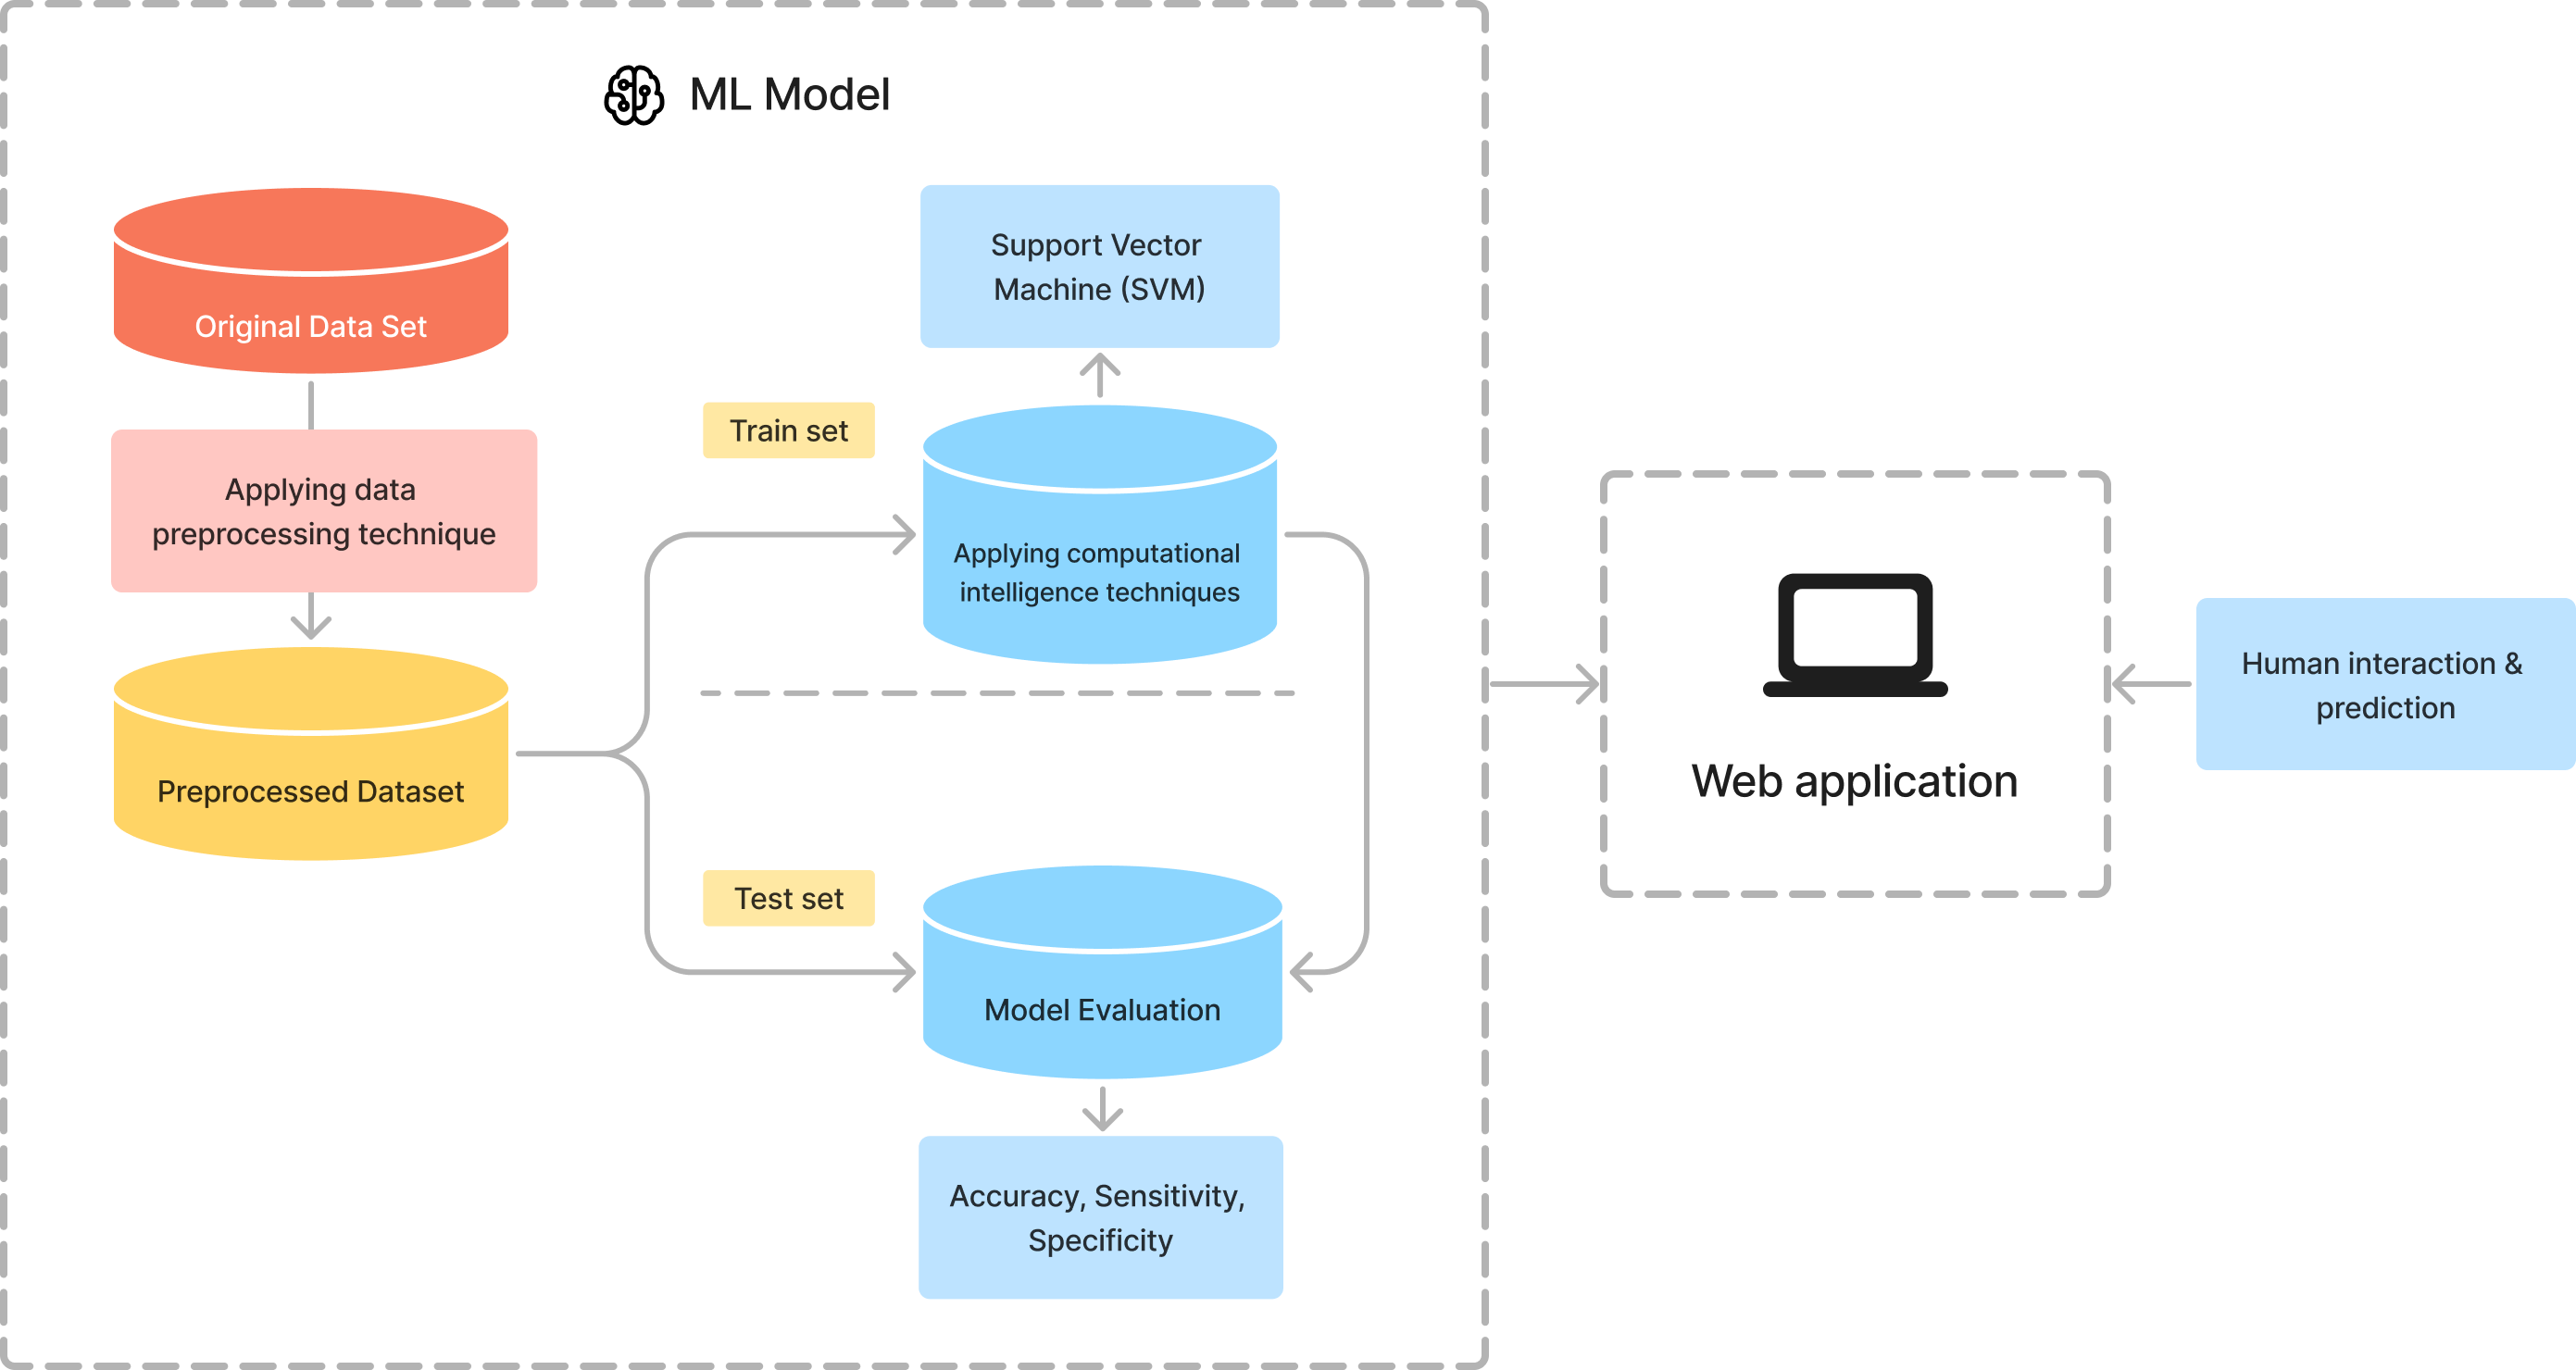 ML Model
Original Data Set
Applying data
preprocessing technique
Preprocessed Dataset
Train set
Support Vector
Machine (SVM)
Applying computational
intelligence techniques
Test set
Model Evaluation
Accuracy, Sensitivity,
Specificity
Web application
Human interaction &
prediction